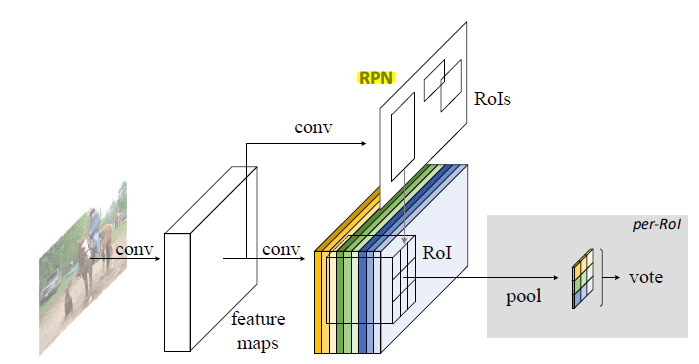 RPN
RoIs
conv
per-RoI
conv
conv
RoI
vote
pool
feature
maps